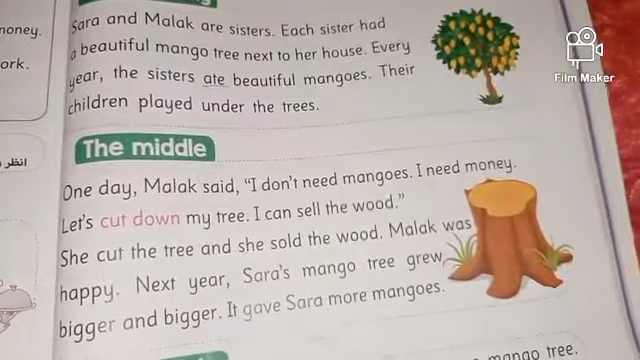 Sara and Malak are sisters. Each sister had
a beautiful mango tree next to her house. Every
year, the sisters ate beautiful mangoes. Their
children played under the trees.
The middle
One day, Malak said, “I don't need mangoes. I need money.
Let's cut down my tree. I can sell the wood.”
She cut the tree and she sold the wood. Malak was
happy. Next year, Sara's mango tree grew
bigger and bigger. It gave Sara more mangoes.
mango tree.
money.
ork.
انظر
Film Maker